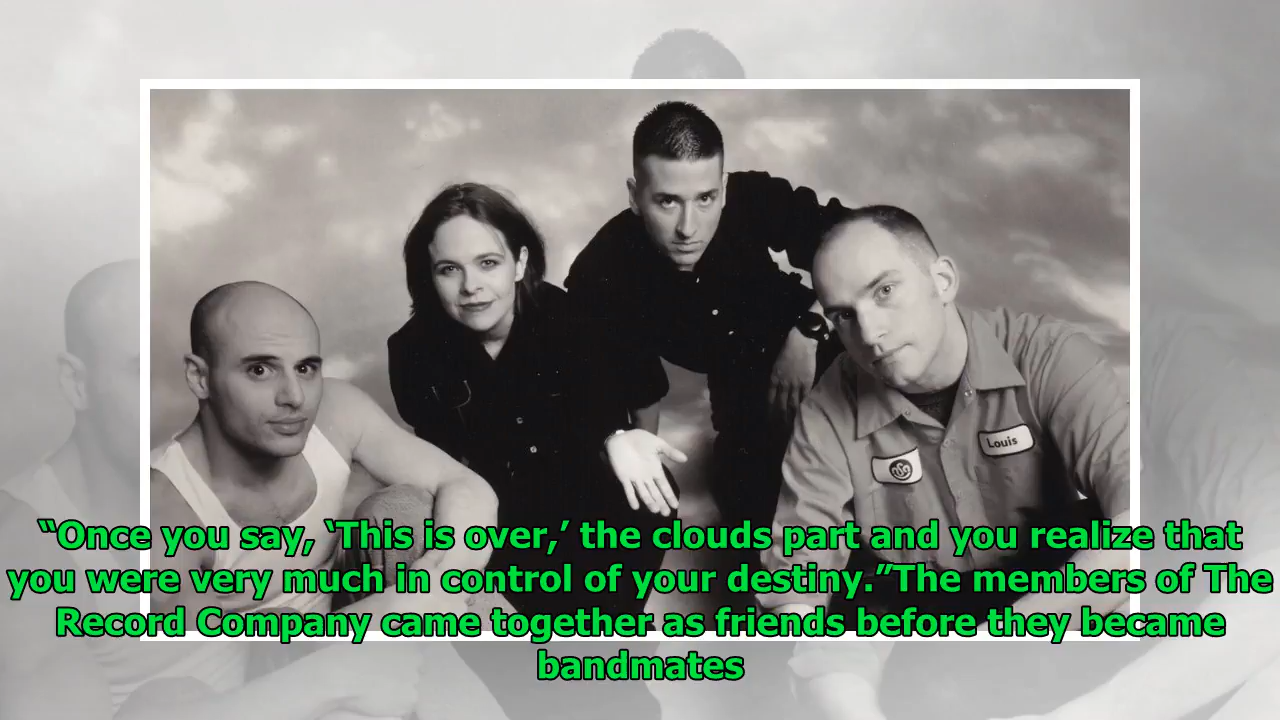 Louis
“Once you say, ‘This is over,’ the clouds part and you realize that
you were very much in control of your destiny.”The members of The
Record Company came together as friends before they became
bandmates